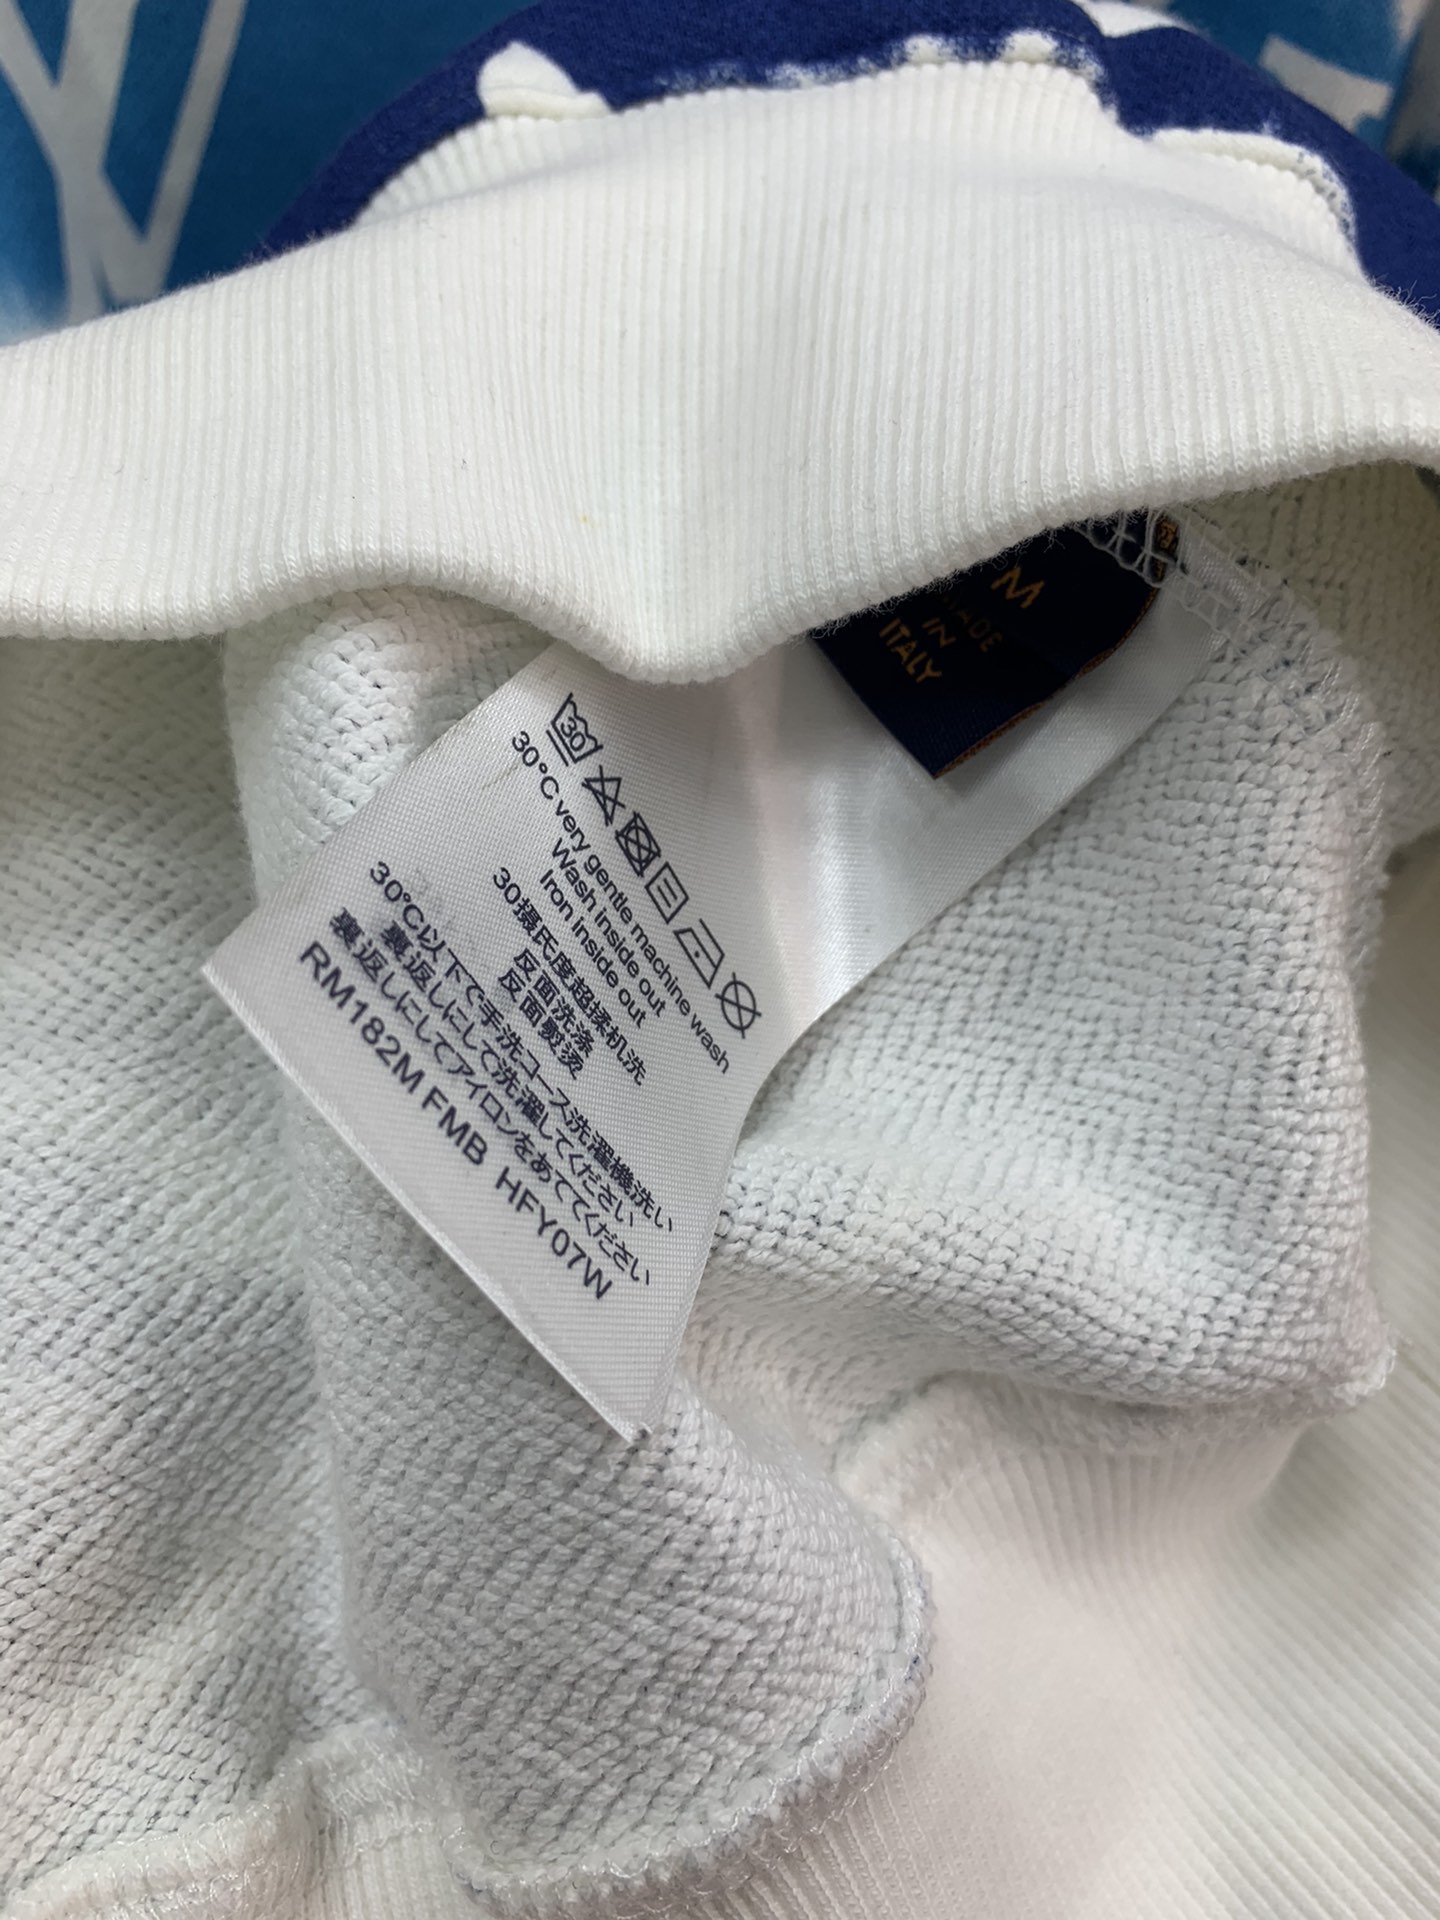 M
MADE
IN
ITALY
30
30°C very gentle machine wash
Wash inside out
Iron inside out
30摄氏度超揉机洗
反面洗涤
反面熨烫
30℃以下で手洗コース洗濯機洗い
裏返しにして洗濯してください
裏返しにしてアイロンをあててください
RM182M FMB HFY07W